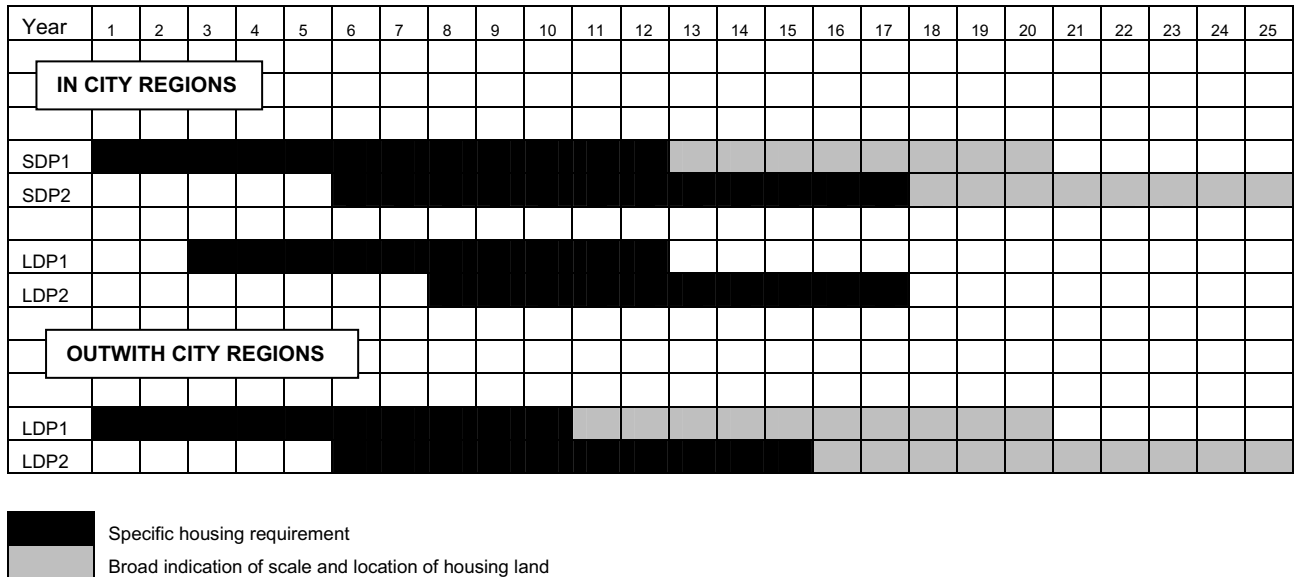 Year 1 2 3 4 5 6 7 8 9 10 11 12 13 14 15 16 17 18 19 20 21 22 23 24 25
IN CITY REGIONS
SDP1
SDP2
LDP1
LDP2
OUTWITH CITY REGIONS
LDP1
LDP2
Specific housing requirement
Broad indication of scale and location of housing land